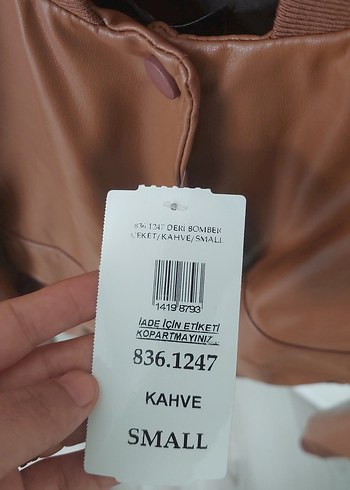 836.1247 DERİ BOMBER
CEKET/KAHVE/SMALL
1419 8793
İADE İÇİN ETİKETİ
KOPARTMAYINIZ...
836.1247
KAHVE
SMALL